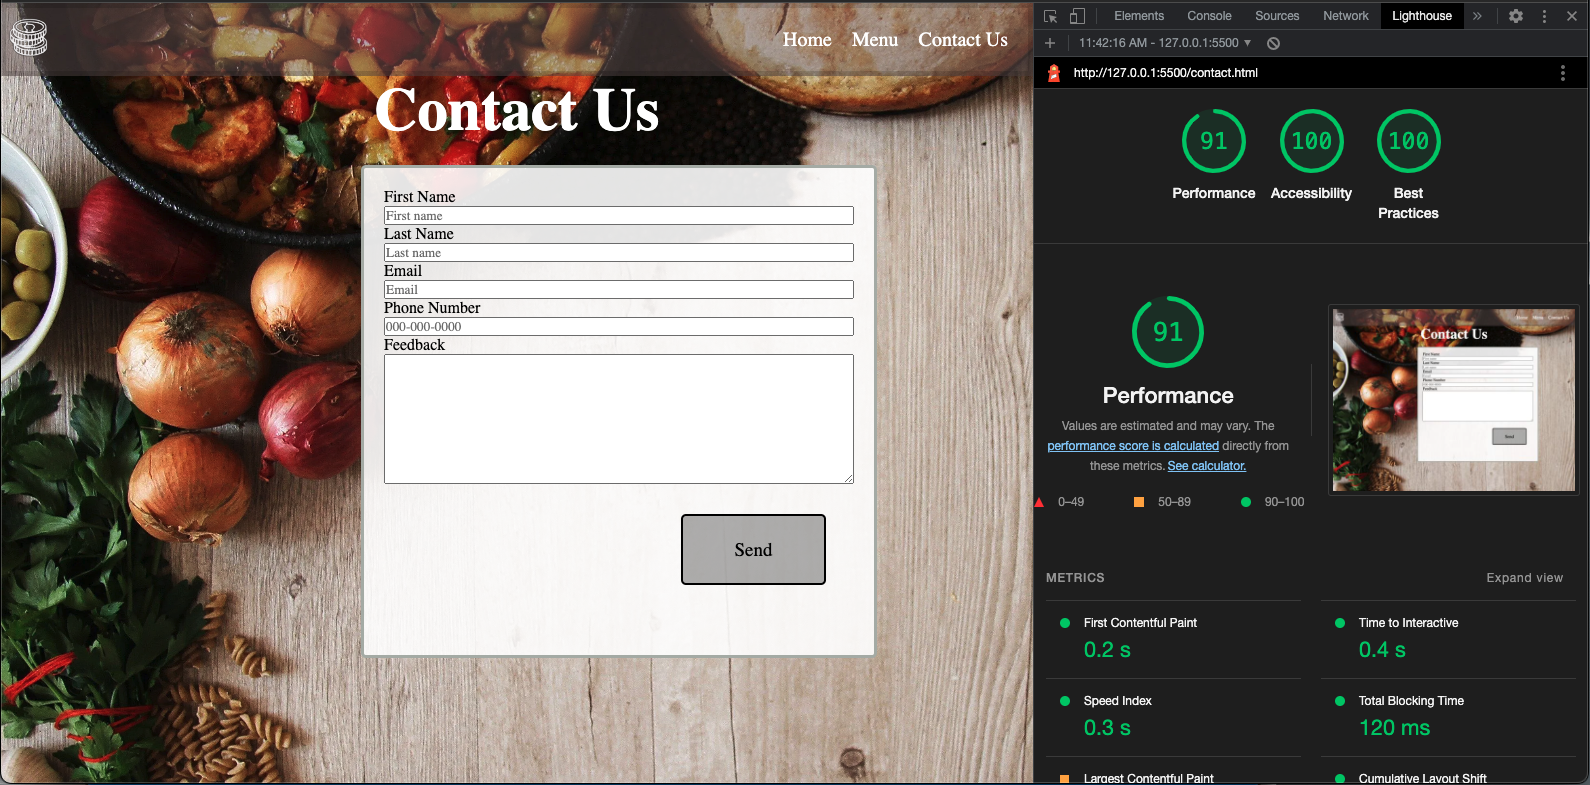 Home Menu Contact Us
Contact Us
First Name
First name
Last Name
Last name
Email
Email
Phone Number
000-000-0000
Feedback
Send
Elements Console Sources Network Lighthouse
11:42:16 AM - 127.0.0.1:5500
http://127.0.0.1:5500/contact.html
91 100 100
Performance Accessibility Best
Practices
91
Performance
Values are estimated and may vary. The
performance score is calculated directly from
these metrics. See calculator.
0–49 50–89 90–100
Contact Us
Send
METRICS
Expand view
First Contentful Paint
0.2 s
Time to Interactive
0.4 s
Speed Index
0.3 s
Total Blocking Time
120 ms
Largest Contentful Paint
Cumulative Layout Shift